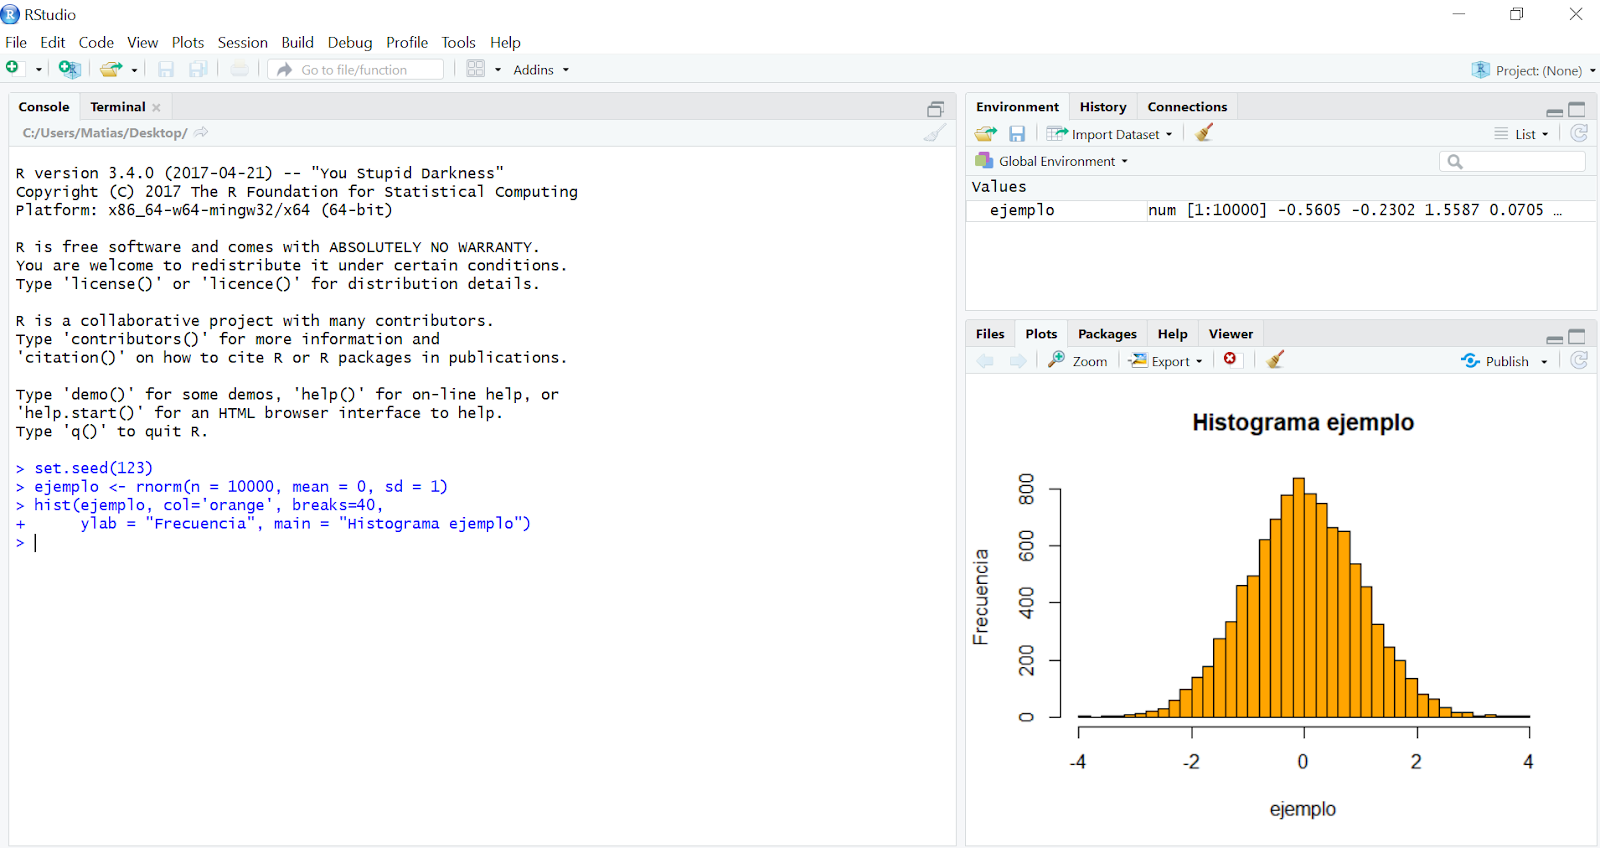 RStudio
File Edit Code View Plots Session Build Debug Profile Tools Help
Go to file/function Addins Project: (None)
Console Terminal
C:/Users/Matias/Desktop/
R version 3.4.0 (2017-04-21) -- "You Stupid Darkness"
Copyright (C) 2017 The R Foundation for Statistical Computing
Platform: x86_64-w64-mingw32/x64 (64-bit)
R is free software and comes with ABSOLUTELY NO WARRANTY.
You are welcome to redistribute it under certain conditions.
Type 'license()' or 'licence()' for distribution details.
R is a collaborative project with many contributors.
Type 'contributors()' for more information and
'citation()' on how to cite R or R packages in publications.
Type 'demo()' for some demos, 'help()' for on-line help, or
'help.start()' for an HTML browser interface to help.
Type 'q()' to quit R.
> set.seed(123)
> ejemplo <- rnorm(n = 10000, mean = 0, sd = 1)
> hist(ejemplo, col='orange', breaks=40,
+      ylab = "Frecuencia", main = "Histograma ejemplo")
>
Environment History Connections
Import Dataset List
Global Environment
Values
ejemplo num [1:10000] -0.5605 -0.2302 1.5587 0.0705 …
Files Plots Packages Help Viewer
Zoom Export Publish
Histograma ejemplo
Frecuencia
800
600
400
200
0
-4 -2 0 2 4
ejemplo